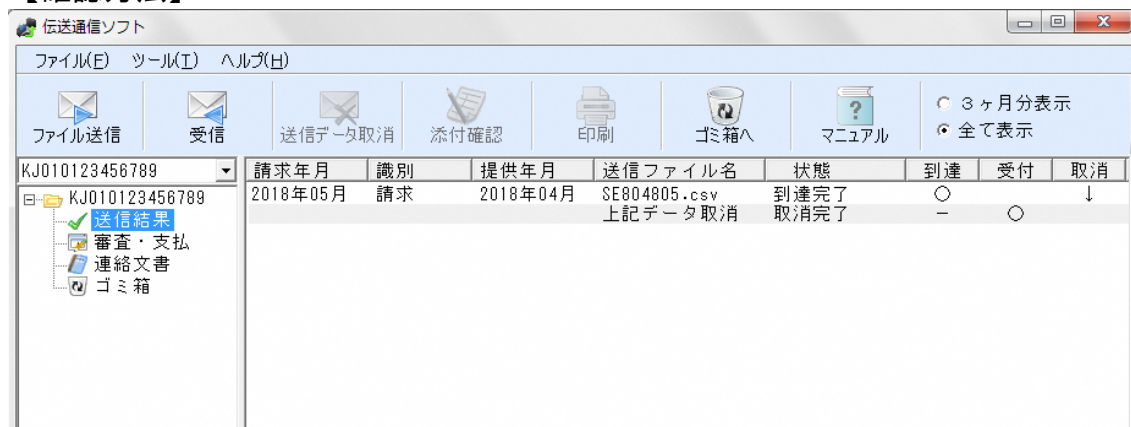 伝送通信ソフト
ファイル(F) ツール(T) ヘルプ(H)
ファイル送信 受信 送信データ取消 添付確認 印刷 ゴミ箱へ マニュアル
3ヶ月分表示
全て表示
KJ010123456789
KJ010123456789
送信結果
審査・支払
連絡文書
ゴミ箱
請求年月 識別 提供年月 送信ファイル名 状態 到達 受付 取消
2018年05月 請求 2018年04月 SE804805.csv 到達完了 ○ ↓
上記データ取消 取消完了 − ○